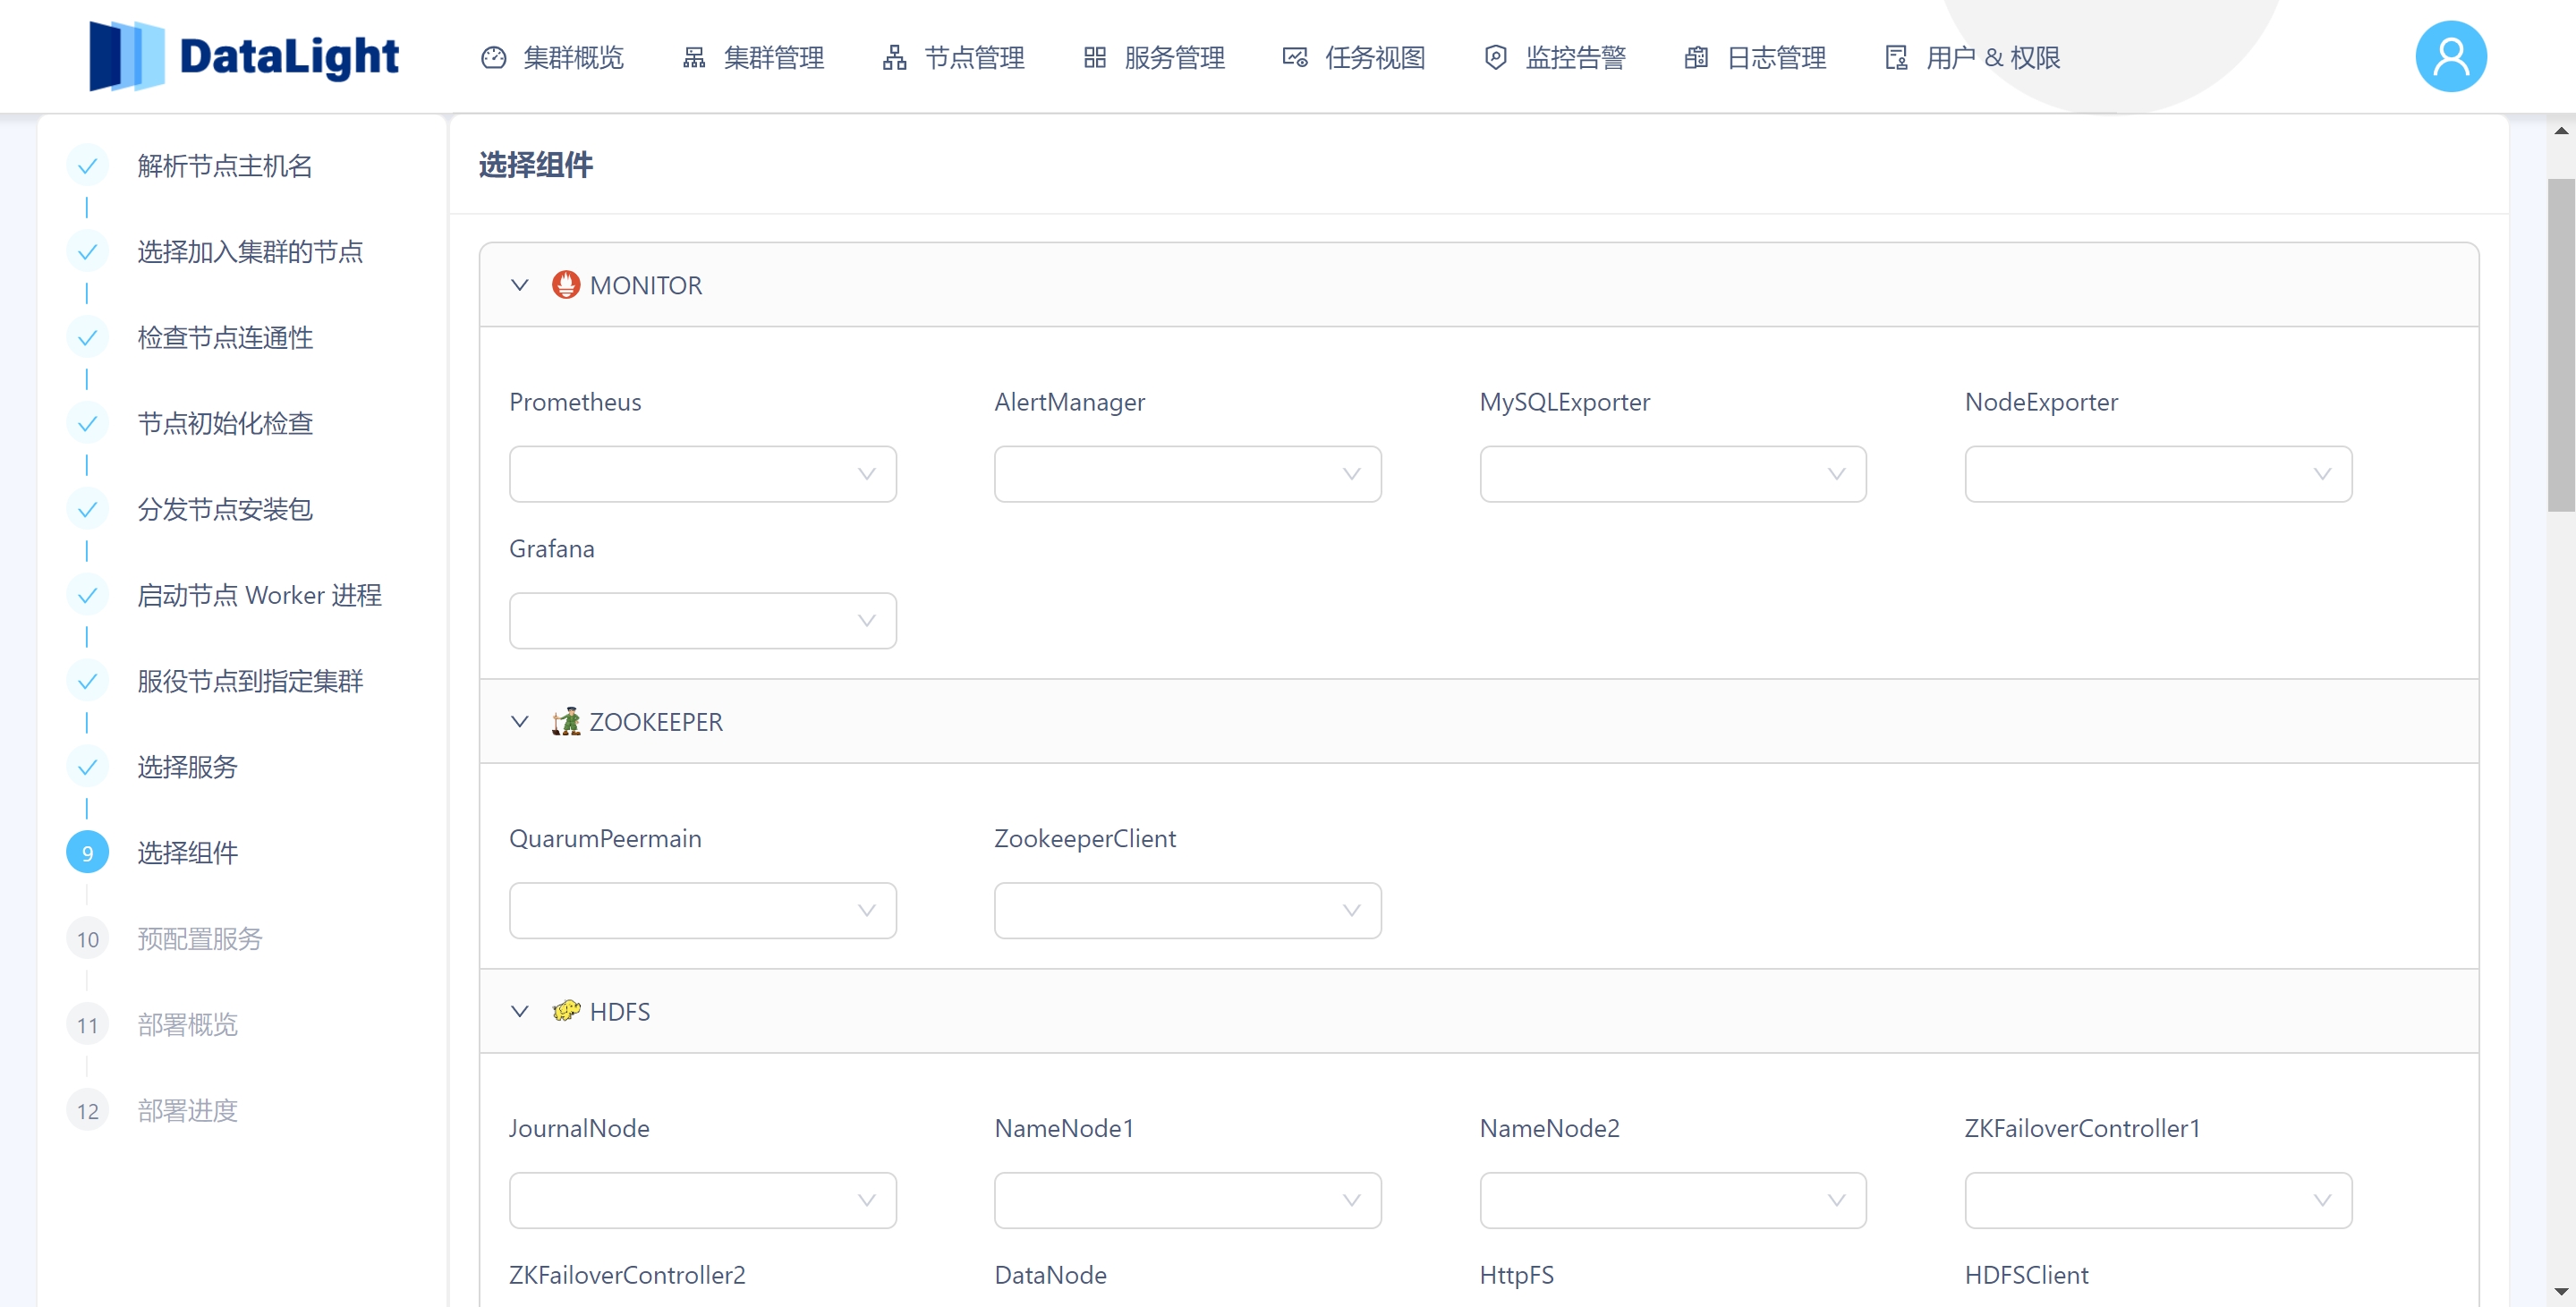 DataLight
集群概览
集群管理
节点管理
服务管理
任务视图
监控告警
日志管理
用户 & 权限
解析节点主机名
选择加入集群的节点
检查节点连通性
节点初始化检查
分发节点安装包
启动节点 Worker 进程
服役节点到指定集群
选择服务
9 选择组件
10 预配置服务
11 部署概览
12 部署进度
选择组件
MONITOR
Prometheus
AlertManager
MySQLExporter
NodeExporter
Grafana
ZOOKEEPER
QuarumPeermain
ZookeeperClient
HDFS
JournalNode
NameNode1
NameNode2
ZKFailoverController1
ZKFailoverController2
DataNode
HttpFS
HDFSClient